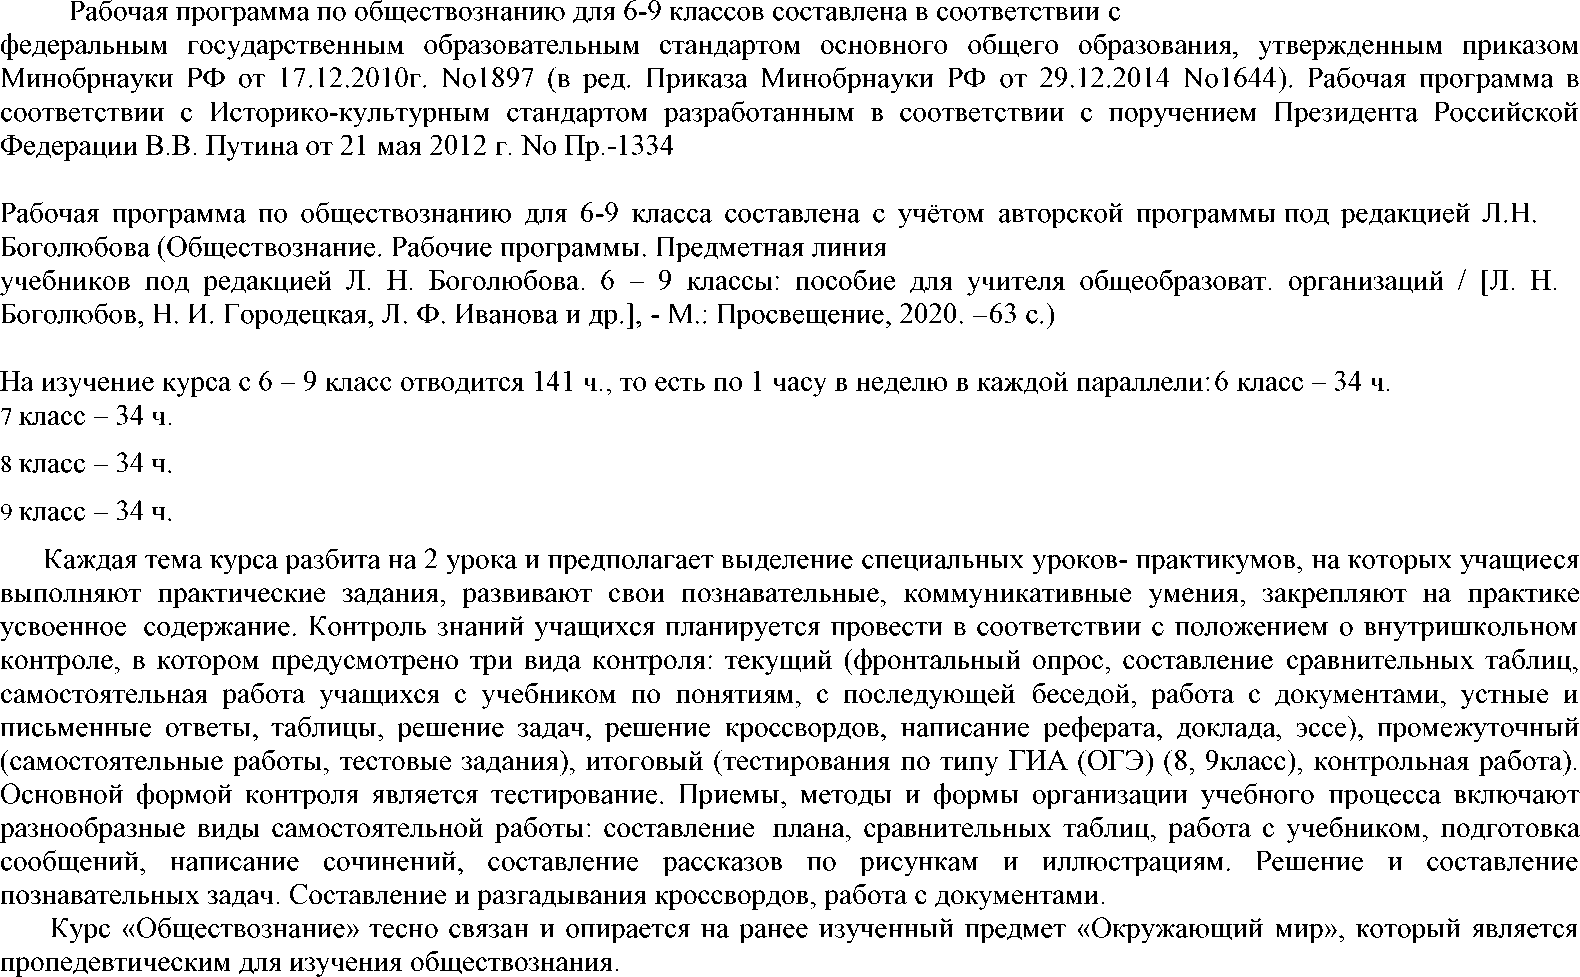 Рабочая программа по обществознанию для 6-9 классов составлена в соответствии с
федеральным государственным образовательным стандартом основного общего образования, утвержденным приказом
Минобрнауки РФ от 17.12.2010г. No1897 (в ред. Приказа Минобрнауки РФ от 29.12.2014 No1644). Рабочая программа в
соответствии с Историко-культурным стандартом разработанным в соответствии с поручением Президента Российской
Федерации В.В. Путина от 21 мая 2012 г. No Пр.-1334
Рабочая программа по обществознанию для 6-9 класса составлена с учётом авторской программы под редакцией Л.Н.
Боголюбова (Обществознание. Рабочие программы. Предметная линия
учебников под редакцией Л. Н. Боголюбова. 6 – 9 классы: пособие для учителя общеобразоват. организаций / [Л. Н.
Боголюбов, Н. И. Городецкая, Л. Ф. Иванова и др.], - М.: Просвещение, 2020. –63 с.)
На изучение курса с 6 – 9 класс отводится 141 ч., то есть по 1 часу в неделю в каждой параллели: 6 класс – 34 ч.
7 класс – 34 ч.
8 класс – 34 ч.
9 класс – 34 ч.
Каждая тема курса разбита на 2 урока и предполагает выделение специальных уроков- практикумов, на которых учащиеся
выполняют практические задания, развивают свои познавательные, коммуникативные умения, закрепляют на практике
усвоенное содержание. Контроль знаний учащихся планируется провести в соответствии с положением о внутришкольном
контроле, в котором предусмотрено три вида контроля: текущий (фронтальный опрос, составление сравнительных таблиц,
самостоятельная работа учащихся с учебником по понятиям, с последующей беседой, работа с документами, устные и
письменные ответы, таблицы, решение задач, решение кроссвордов, написание реферата, доклада, эссе), промежуточный
(самостоятельные работы, тестовые задания), итоговый (тестирования по типу ГИА (ОГЭ) (8, 9класс), контрольная работа).
Основной формой контроля является тестирование. Приемы, методы и формы организации учебного процесса включают
разнообразные виды самостоятельной работы: составление плана, сравнительных таблиц, работа с учебником, подготовка
сообщений, написание сочинений, составление рассказов по рисункам и иллюстрациям. Решение и составление
познавательных задач. Составление и разгадывания кроссвордов, работа с документами.
Курс «Обществознание» тесно связан и опирается на ранее изученный предмет «Окружающий мир», который является
пропедевтическим для изучения обществознания.